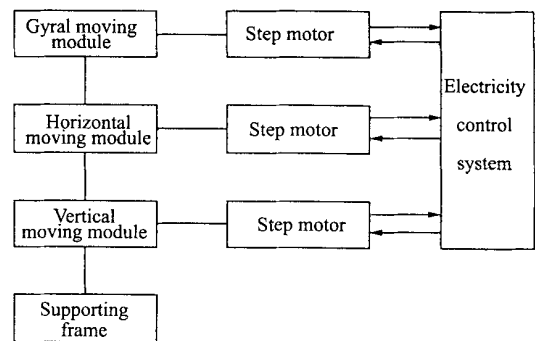 Gyral moving
module
Step motor
Horizontal
moving module
Step motor
Electricity
control
system
Vertical
moving module
Step motor
Supporting
frame